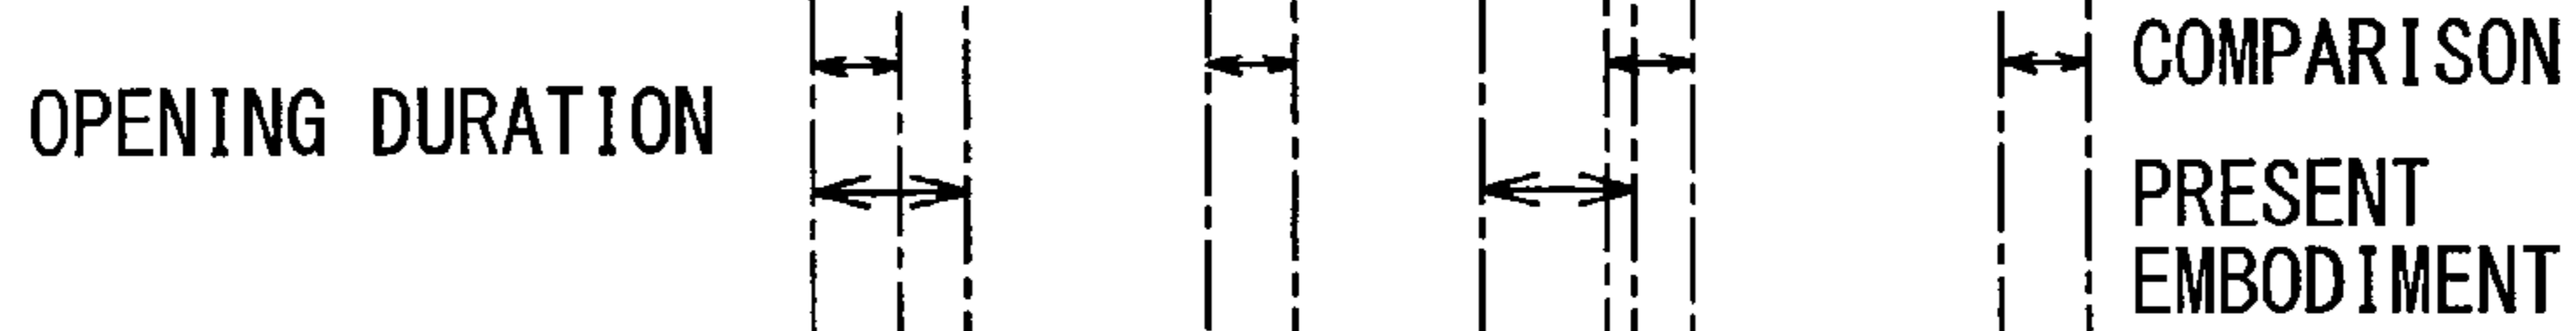 OPENING DURATION
COMPARISON
PRESENT
EMBODIMENT